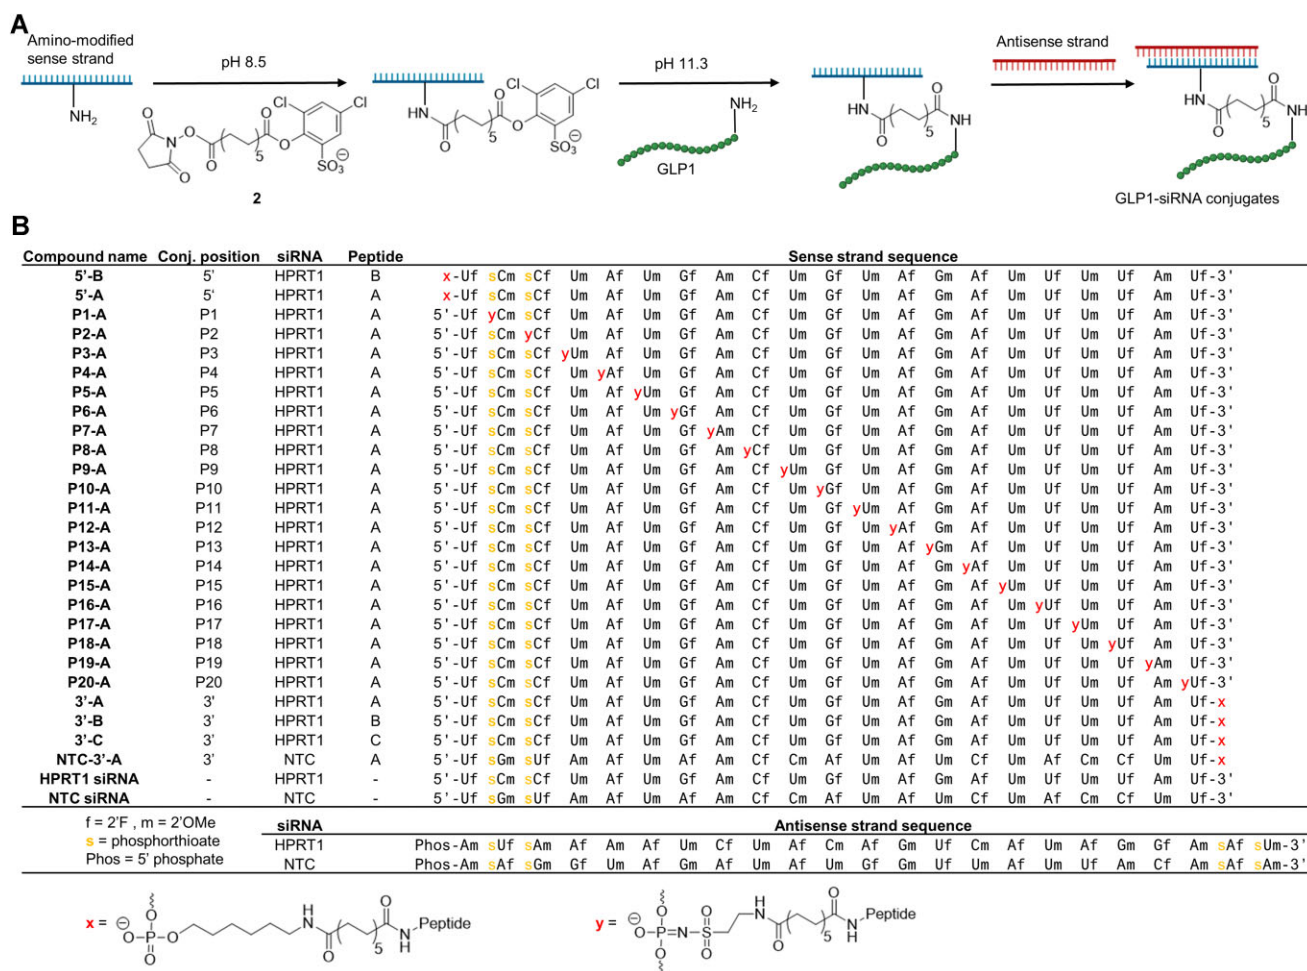 A
Amino-modified
sense strand
NH₂
pH 8.5
2
HN
5
Cl
Cl
SO₃⊖
pH 11.3
NH₂
GLP1
HN
5
NH
Antisense strand
HN
5
NH
GLP1-siRNA conjugates
B
Compound name Conj. position siRNA Peptide Sense strand sequence
5'-B 5' HPRT1 B x-Uf sCm sCf Um Af Um Gf Am Cf Um Gf Um Af Gm Af Um Uf Um Uf Am Uf-3'
5'-A 5' HPRT1 A x-Uf sCm sCf Um Af Um Gf Am Cf Um Gf Um Af Gm Af Um Uf Um Uf Am Uf-3'
P1-A P1 HPRT1 A 5'-Uf yCm sCf Um Af Um Gf Am Cf Um Gf Um Af Gm Af Um Uf Um Uf Am Uf-3'
P2-A P2 HPRT1 A 5'-Uf sCm yCf Um Af Um Gf Am Cf Um Gf Um Af Gm Af Um Uf Um Uf Am Uf-3'
P3-A P3 HPRT1 A 5'-Uf sCm sCf yUm Af Um Gf Am Cf Um Gf Um Af Gm Af Um Uf Um Uf Am Uf-3'
P4-A P4 HPRT1 A 5'-Uf sCm sCf Um yAf Um Gf Am Cf Um Gf Um Af Gm Af Um Uf Um Uf Am Uf-3'
P5-A P5 HPRT1 A 5'-Uf sCm sCf Um Af yUm Gf Am Cf Um Gf Um Af Gm Af Um Uf Um Uf Am Uf-3'
P6-A P6 HPRT1 A 5'-Uf sCm sCf Um Af Um yGf Am Cf Um Gf Um Af Gm Af Um Uf Um Uf Am Uf-3'
P7-A P7 HPRT1 A 5'-Uf sCm sCf Um Af Um Gf yAm Cf Um Gf Um Af Gm Af Um Uf Um Uf Am Uf-3'
P8-A P8 HPRT1 A 5'-Uf sCm sCf Um Af Um Gf Am yCf Um Gf Um Af Gm Af Um Uf Um Uf Am Uf-3'
P9-A P9 HPRT1 A 5'-Uf sCm sCf Um Af Um Gf Am Cf yUm Gf Um Af Gm Af Um Uf Um Uf Am Uf-3'
P10-A P10 HPRT1 A 5'-Uf sCm sCf Um Af Um Gf Am Cf Um yGf Um Af Gm Af Um Uf Um Uf Am Uf-3'
P11-A P11 HPRT1 A 5'-Uf sCm sCf Um Af Um Gf Am Cf Um Gf yUm Af Gm Af Um Uf Um Uf Am Uf-3'
P12-A P12 HPRT1 A 5'-Uf sCm sCf Um Af Um Gf Am Cf Um Gf Um yAf Gm Af Um Uf Um Uf Am Uf-3'
P13-A P13 HPRT1 A 5'-Uf sCm sCf Um Af Um Gf Am Cf Um Gf Um Af yGm Af Um Uf Um Uf Am Uf-3'
P14-A P14 HPRT1 A 5'-Uf sCm sCf Um Af Um Gf Am Cf Um Gf Um Af Gm yAf Um Uf Um Uf Am Uf-3'
P15-A P15 HPRT1 A 5'-Uf sCm sCf Um Af Um Gf Am Cf Um Gf Um Af Gm Af yUm Uf Um Uf Am Uf-3'
P16-A P16 HPRT1 A 5'-Uf sCm sCf Um Af Um Gf Am Cf Um Gf Um Af Gm Af Um yUf Um Uf Am Uf-3'
P17-A P17 HPRT1 A 5'-Uf sCm sCf Um Af Um Gf Am Cf Um Gf Um Af Gm Af Um Uf yUm Uf Am Uf-3'
P18-A P18 HPRT1 A 5'-Uf sCm sCf Um Af Um Gf Am Cf Um Gf Um Af Gm Af Um Uf Um yUf Am Uf-3'
P19-A P19 HPRT1 A 5'-Uf sCm sCf Um Af Um Gf Am Cf Um Gf Um Af Gm Af Um Uf Um Uf yAm Uf-3'
P20-A P20 HPRT1 A 5'-Uf sCm sCf Um Af Um Gf Am Cf Um Gf Um Af Gm Af Um Uf Um Uf Am yUf-3'
3'-A 3' HPRT1 A 5'-Uf sCm sCf Um Af Um Gf Am Cf Um Gf Um Af Gm Af Um Uf Um Uf Am Uf-x
3'-B 3' HPRT1 B 5'-Uf sCm sCf Um Af Um Gf Am Cf Um Gf Um Af Gm Af Um Uf Um Uf Am Uf-x
3'-C 3' HPRT1 C 5'-Uf sCm sCf Um Af Um Gf Am Cf Um Gf Um Af Gm Af Um Uf Um Uf Am Uf-x
NTC-3'-A 3' NTC A 5'-Uf sGm sUf Am Af Um Af Am Cf Cm Af Um Af Um Cf Um Af Cm Cf Um Uf-x
HPRT1 siRNA - HPRT1 - 5'-Uf sCm sCf Um Af Um Gf Am Cf Um Gf Um Af Gm Af Um Uf Um Uf Am Uf-3'
NTC siRNA - NTC - 5'-Uf sGm sUf Am Af Um Af Am Cf Cm Af Um Af Um Cf Um Af Cm Cf Um Uf-3'
f = 2'F , m = 2'OMe
s = phosphorthioate
Phos = 5' phosphate
siRNA Antisense strand sequence
HPRT1 Phos-Am sUf sAm Af Am Af Um Cf Um Af Cm Af Gm Uf Cm Af Um Af Gm Gf Am sAf sUm-3'
NTC Phos-Am sAf sGm Gf Um Af Gm Af Um Af Um Gf Gm Uf Um Af Um Uf Am Cf Am sAf sAm-3'
x =
5
Peptide
y =
5
Peptide